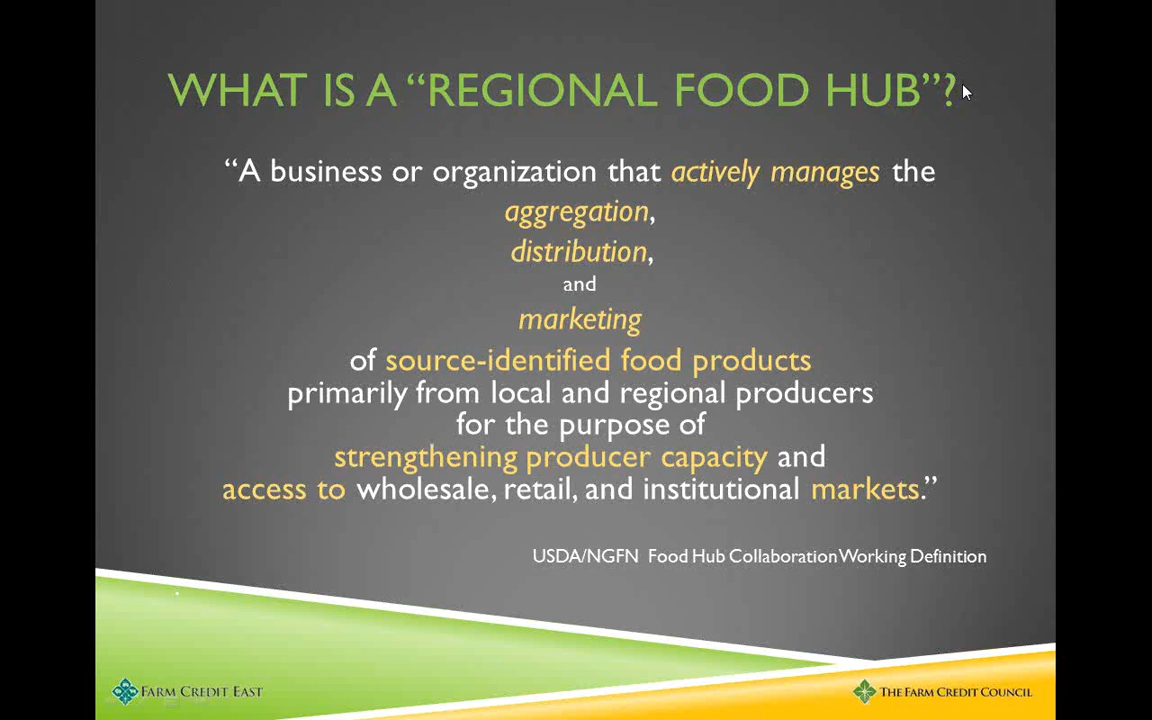 WHAT IS A “REGIONAL FOOD HUB”?
“A business or organization that actively manages the
aggregation,
distribution,
and
marketing
of source-identified food products
primarily from local and regional producers
for the purpose of
strengthening producer capacity and
access to wholesale, retail, and institutional markets.”
USDA/NGFN Food Hub Collaboration Working Definition
FARM CREDIT EAST
THE FARM CREDIT COUNCIL